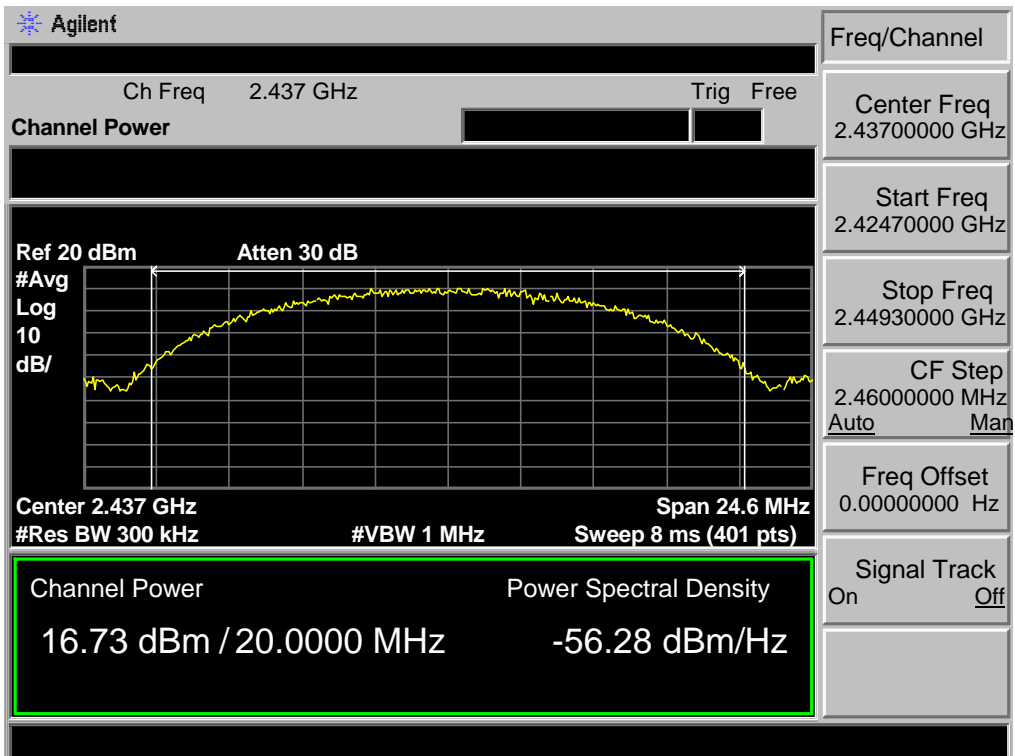 Agilent
Freq/Channel
Ch Freq 2.437 GHz Trig Free
Channel Power
Center Freq
2.43700000 GHz
Start Freq
2.42470000 GHz
Stop Freq
2.44930000 GHz
CF Step
2.46000000 MHz
Auto Man
Freq Offset
0.00000000 Hz
Signal Track
On Off
Ref 20 dBm Atten 30 dB
#Avg
Log
10
dB/
Center 2.437 GHz Span 24.6 MHz
#Res BW 300 kHz #VBW 1 MHz Sweep 8 ms (401 pts)
Channel Power Power Spectral Density
16.73 dBm / 20.0000 MHz -56.28 dBm/Hz